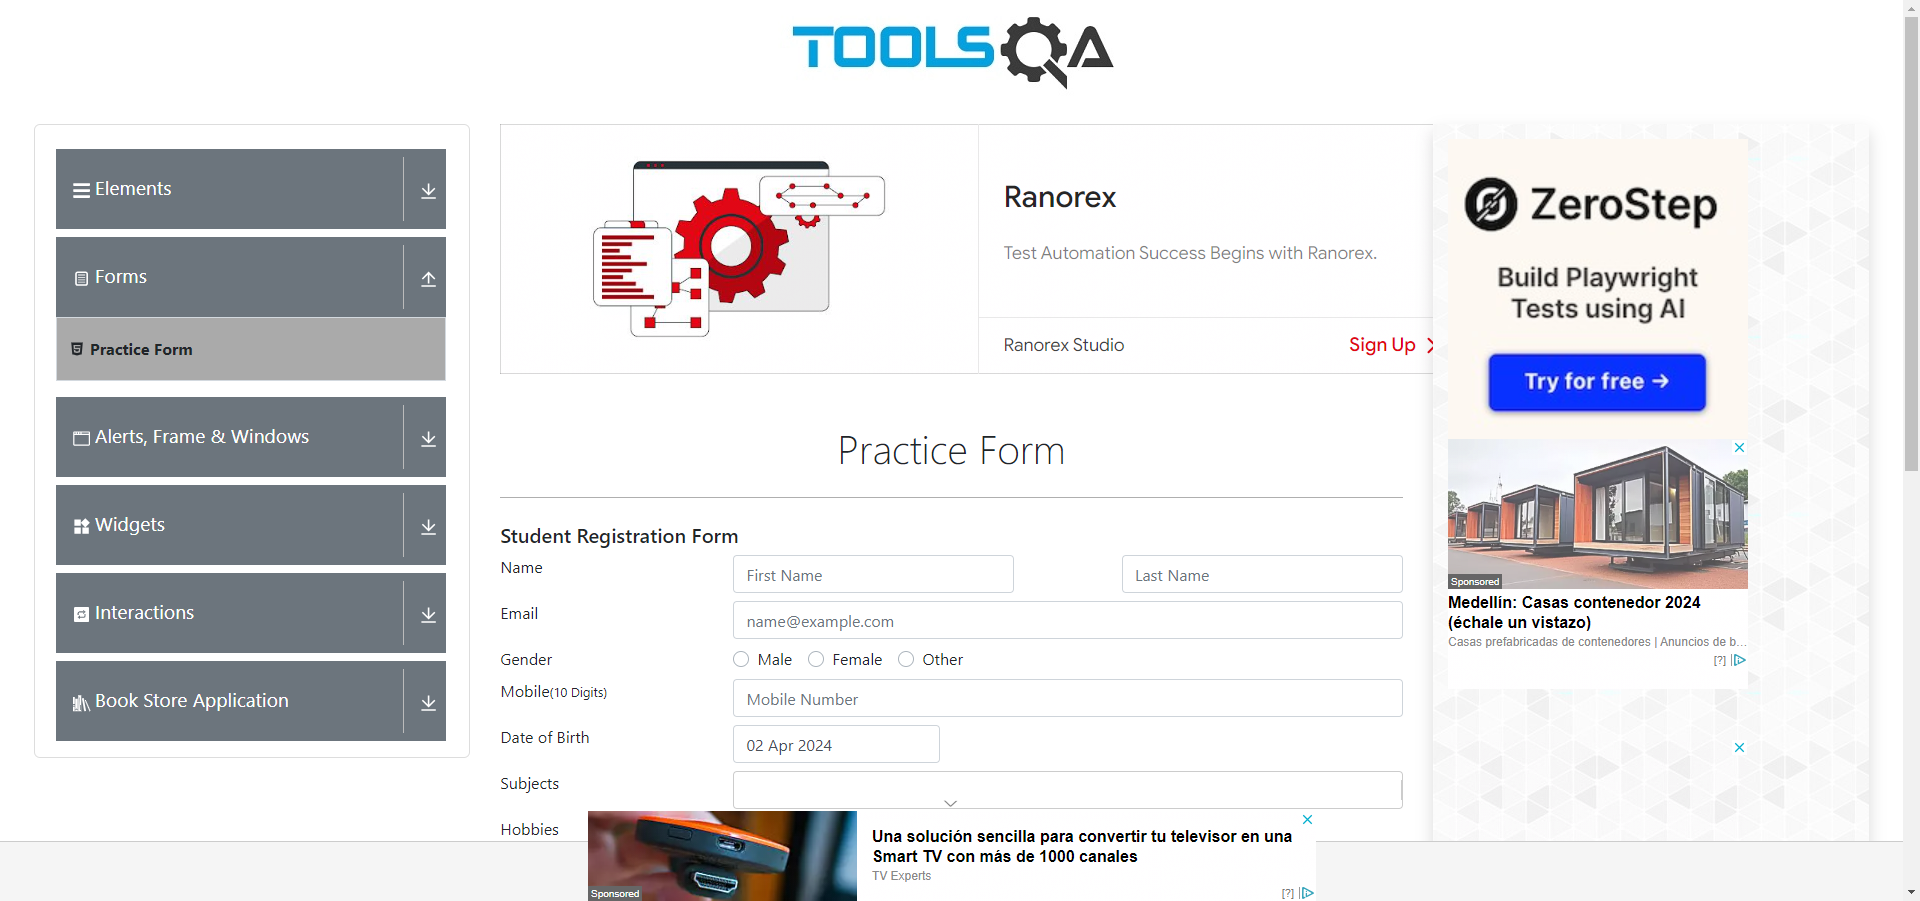 TOOLSQA
Elements
Forms
Practice Form
Alerts, Frame & Windows
Widgets
Interactions
Book Store Application
Ranorex
Test Automation Success Begins with Ranorex.
Ranorex Studio
Sign Up
Practice Form
Student Registration Form
Name
First Name
Last Name
Email
name@example.com
Gender
Male
Female
Other
Mobile(10 Digits)
Mobile Number
Date of Birth
02 Apr 2024
Subjects
Hobbies
ZeroStep
Build Playwright
Tests using AI
Try for free →
Sponsored
Medellín: Casas contenedor 2024
(échale un vistazo)
Casas prefabricadas de contenedores | Anuncios de b...
[?]
Sponsored
Una solución sencilla para convertir tu televisor en una
Smart TV con más de 1000 canales
TV Experts
[?]